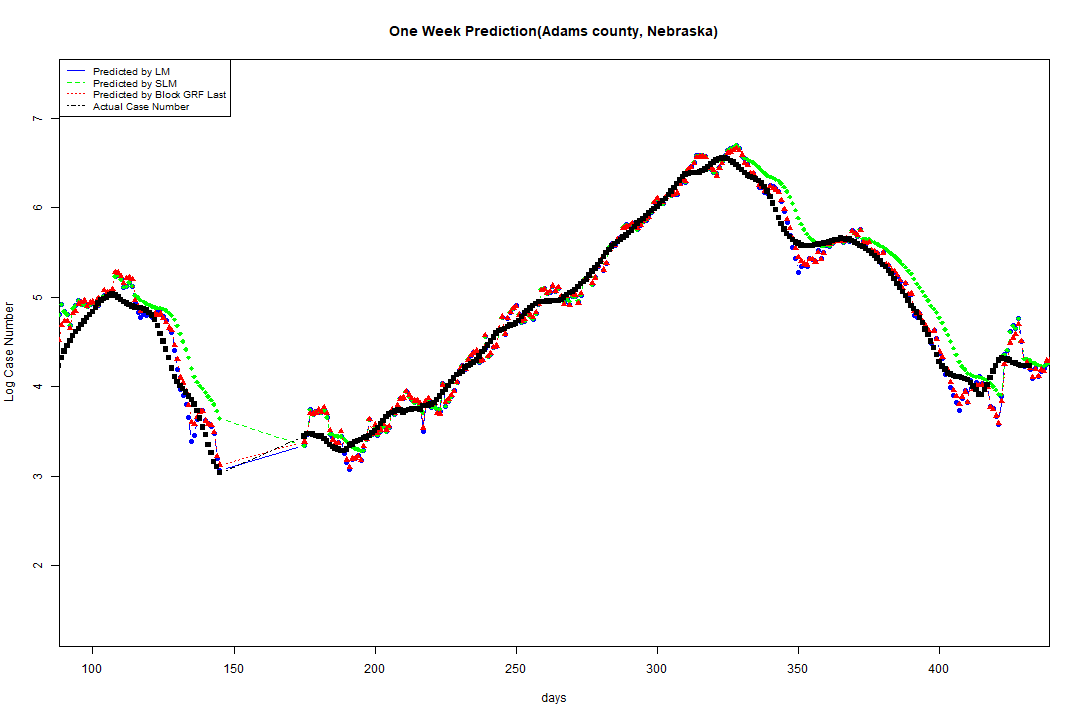 One Week Prediction(Adams county, Nebraska)
Predicted by LM
Predicted by SLM
Predicted by Block GRF Last
Actual Case Number
Log Case Number
7
6
5
4
3
2
100 150 200 250 300 350 400
days